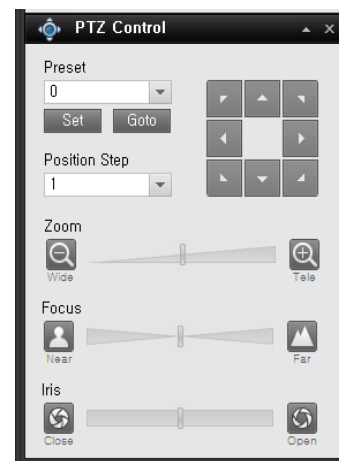 PTZ Control
Preset
0
Set Goto
Position Step
1
Zoom
Wide Tele
Focus
Near Far
Iris
Close Open